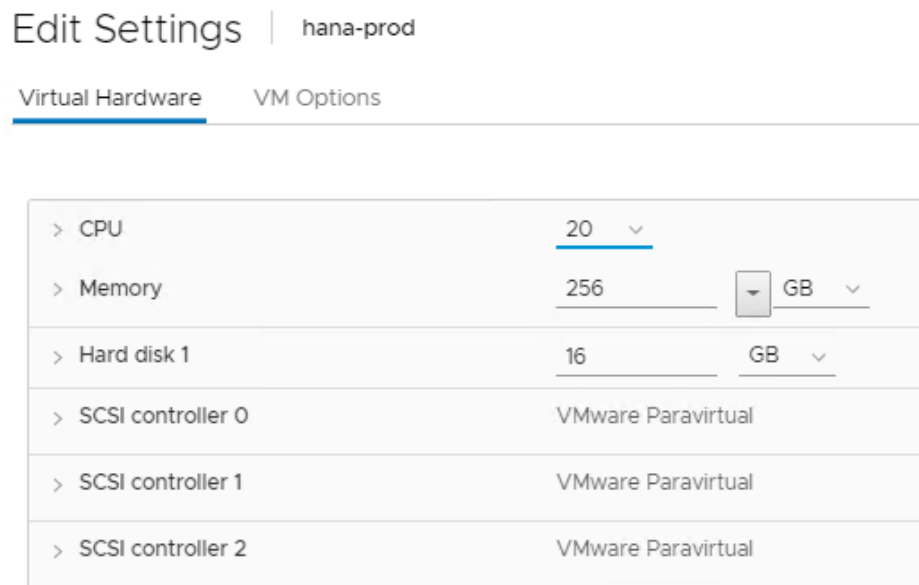 Edit Settings hana-prod
Virtual Hardware VM Options
CPU 20
Memory 256 GB
Hard disk 1 16 GB
SCSI controller 0 VMware Paravirtual
SCSI controller 1 VMware Paravirtual
SCSI controller 2 VMware Paravirtual